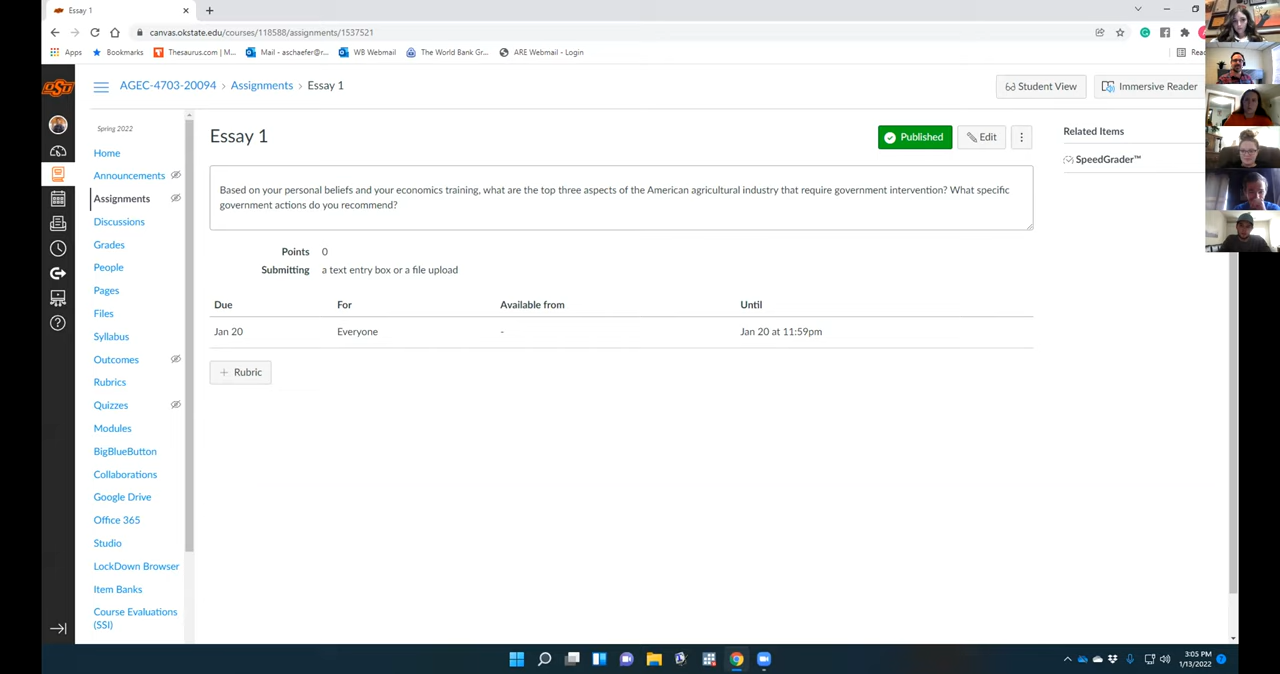 Essay 1
canvas.okstate.edu/courses/118588/assignments/1537521
Apps
Bookmarks
Thesaurus.com | M...
Mail - aschaefer@r...
WB Webmail
The World Bank Gr...
ARE Webmail - Login
OSU
AGEC-4703-20094 › Assignments › Essay 1
Student View
Immersive Reader
Spring 2022
Home
Announcements
Assignments
Discussions
Grades
People
Pages
Files
Syllabus
Outcomes
Rubrics
Quizzes
Modules
BigBlueButton
Collaborations
Google Drive
Office 365
Studio
LockDown Browser
Item Banks
Course Evaluations
(SSI)
Essay 1
Published
Edit
Based on your personal beliefs and your economics training, what are the top three aspects of the American agricultural industry that require government intervention? What specific
government actions do you recommend?
Points 0
Submitting a text entry box or a file upload
Due For Available from Until
Jan 20 Everyone - Jan 20 at 11:59pm
+ Rubric
Related Items
SpeedGrader™
3:05 PM
1/13/2022